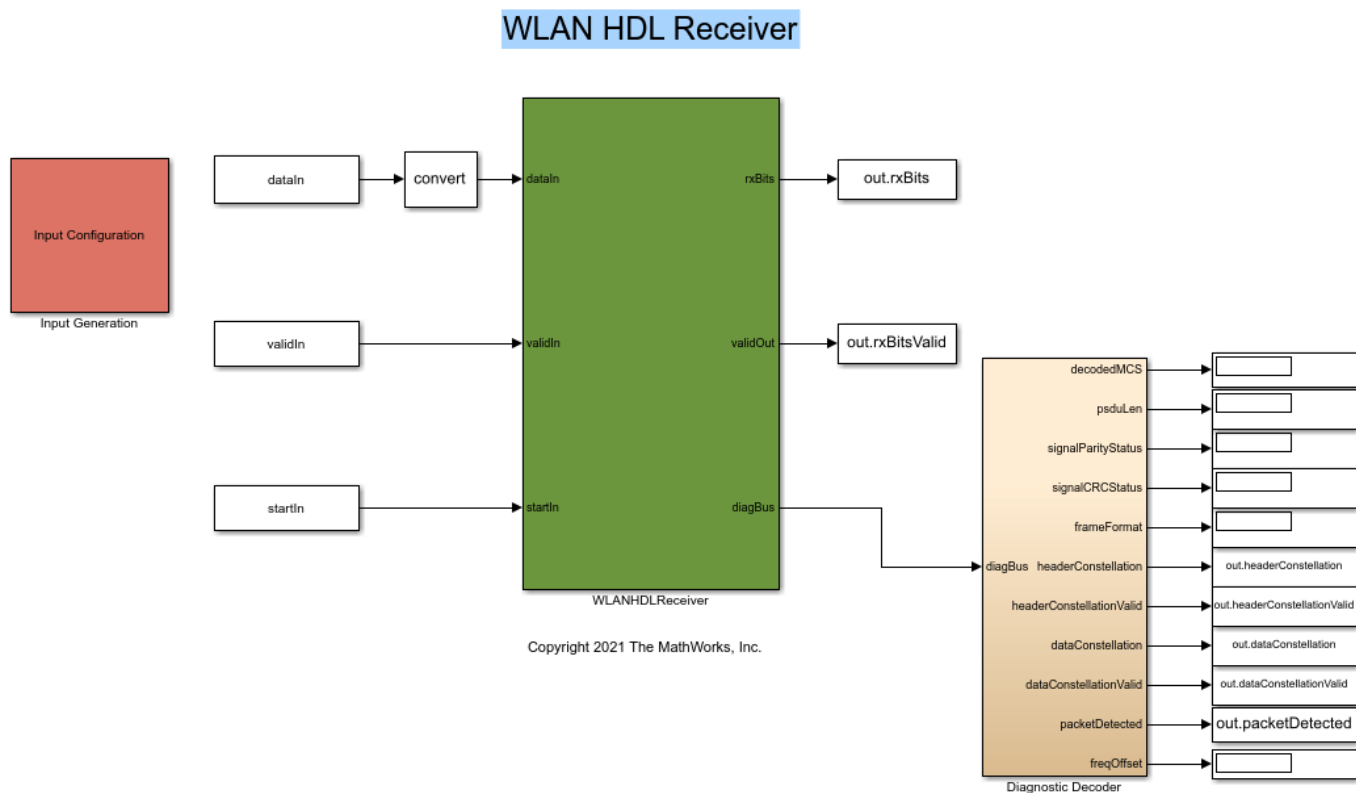 WLAN HDL Receiver
Input Configuration
Input Generation
dataIn
convert
dataIn
rxBits
out.rxBits
validIn
validIn
validOut
out.rxBitsValid
startIn
startIn
diagBus
WLANHDLReceiver
Copyright 2021 The MathWorks, Inc.
diagBus
decodedMCS
psduLen
signalParityStatus
signalCRCStatus
frameFormat
headerConstellation
out.headerConstellation
headerConstellationValid
out.headerConstellationValid
dataConstellation
out.dataConstellation
dataConstellationValid
out.dataConstellationValid
packetDetected
out.packetDetected
freqOffset
Diagnostic Decoder